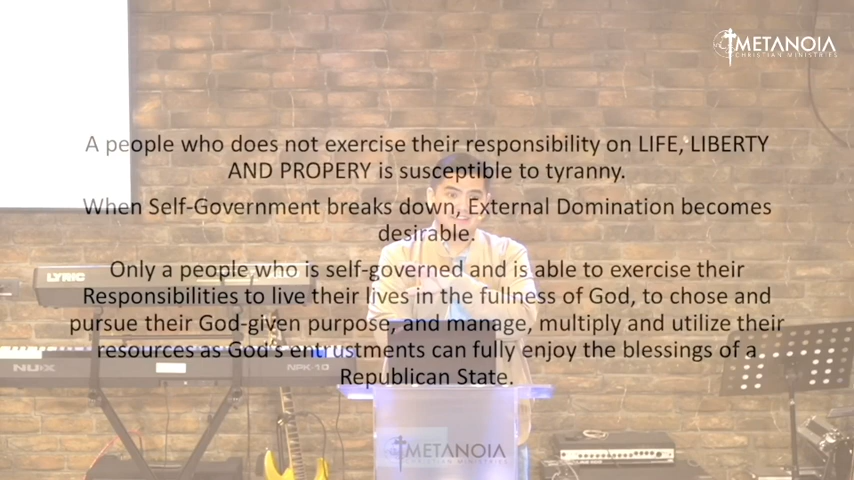 METANOIA
CHRISTIAN MINISTRIES
A people who does not exercise their responsibility on LIFE, LIBERTY
AND PROPERY is susceptible to tyranny.
When Self-Government breaks down, External Domination becomes
desirable.
Only a people who is self-governed and is able to exercise their
Responsibilities to live their lives in the fullness of God, to chose and
pursue their God-given purpose, and manage, multiply and utilize their
resources as God's entrustments can fully enjoy the blessings of a
Republican State.
LYRIC
NUX
NPK-10
METANOIA
CHRISTIAN MINISTRIES